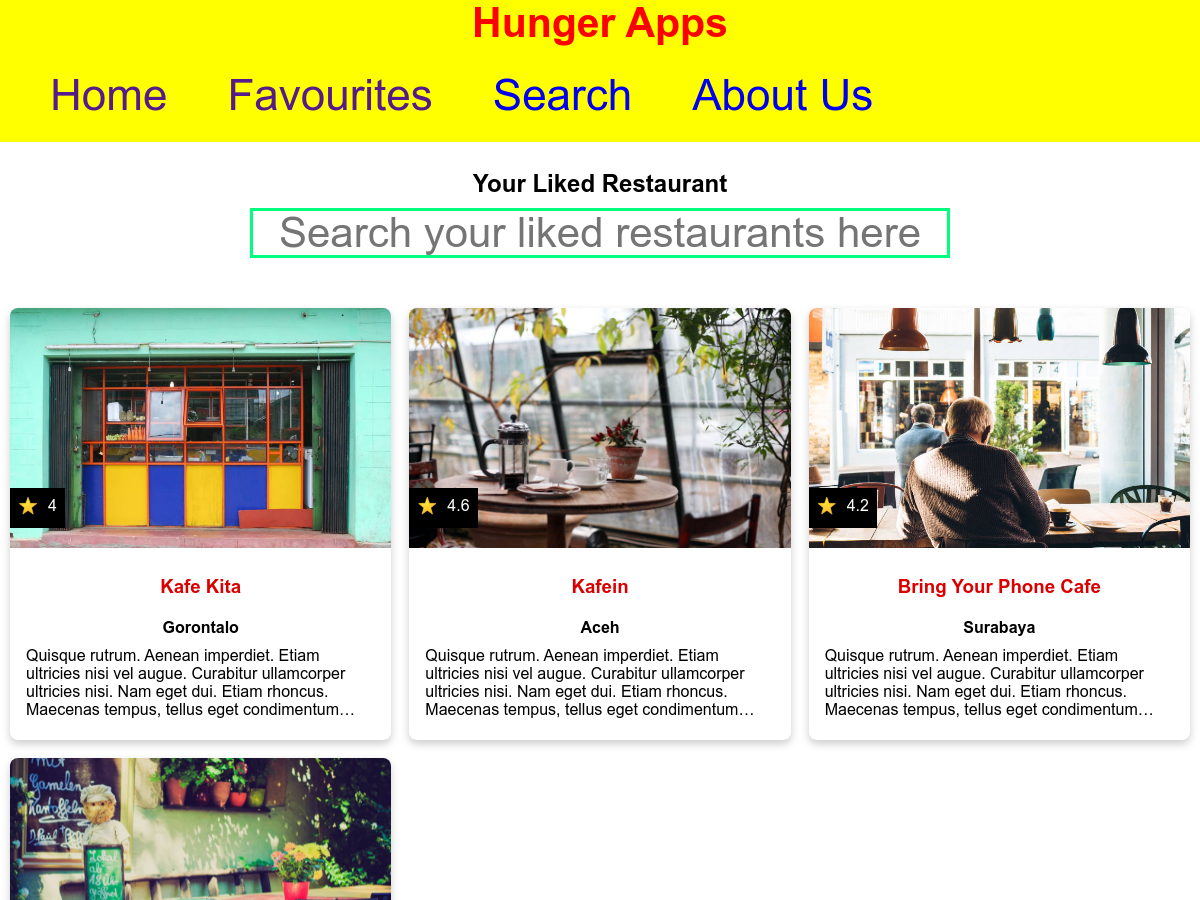 Hunger Apps
Home Favourites Search About Us
Your Liked Restaurant
Search your liked restaurants here
7 4
4
4.6
4.2
Kafe Kita
Gorontalo
Quisque rutrum. Aenean imperdiet. Etiam
ultricies nisi vel augue. Curabitur ullamcorper
ultricies nisi. Nam eget dui. Etiam rhoncus.
Maecenas tempus, tellus eget condimentum…
Kafein
Aceh
Quisque rutrum. Aenean imperdiet. Etiam
ultricies nisi vel augue. Curabitur ullamcorper
ultricies nisi. Nam eget dui. Etiam rhoncus.
Maecenas tempus, tellus eget condimentum…
Bring Your Phone Cafe
Surabaya
Quisque rutrum. Aenean imperdiet. Etiam
ultricies nisi vel augue. Curabitur ullamcorper
ultricies nisi. Nam eget dui. Etiam rhoncus.
Maecenas tempus, tellus eget condimentum…
Gamelen
Kartoffeln